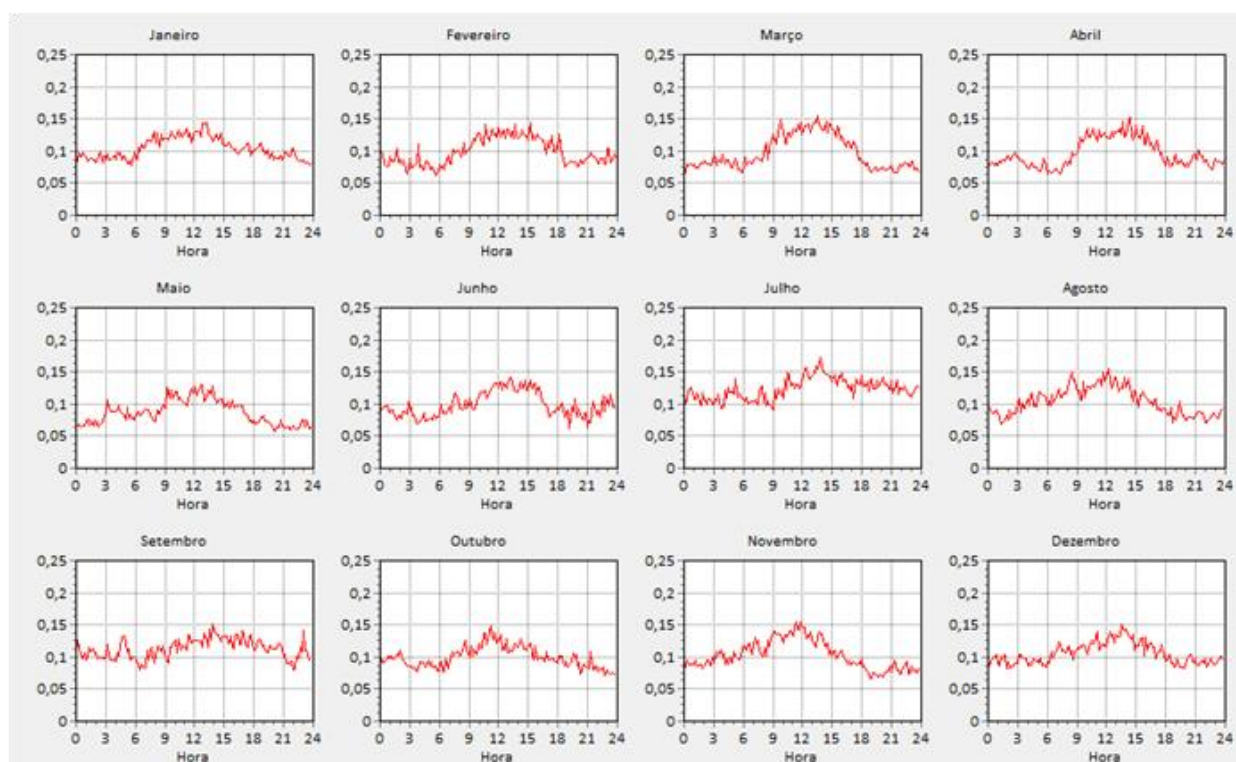 Janeiro Fevereiro Março Abril
0,25 0,25 0,25 0,25
0,2 0,2 0,2 0,2
0,15 0,15 0,15 0,15
0,1 0,1 0,1 0,1
0,05 0,05 0,05 0,05
0 0 0 0
0 3 6 9 12 15 18 21 24 0 3 6 9 12 15 18 21 24 0 3 6 9 12 15 18 21 24 0 3 6 9 12 15 18 21 24
Hora Hora Hora Hora
Maio Junho Julho Agosto
0,25 0,25 0,25 0,25
0,2 0,2 0,2 0,2
0,15 0,15 0,15 0,15
0,1 0,1 0,1 0,1
0,05 0,05 0,05 0,05
0 0 0 0
0 3 6 9 12 15 18 21 24 0 3 6 9 12 15 18 21 24 0 3 6 9 12 15 18 21 24 0 3 6 9 12 15 18 21 24
Hora Hora Hora Hora
Setembro Outubro Novembro Dezembro
0,25 0,25 0,25 0,25
0,2 0,2 0,2 0,2
0,15 0,15 0,15 0,15
0,1 0,1 0,1 0,1
0,05 0,05 0,05 0,05
0 0 0 0
0 3 6 9 12 15 18 21 24 0 3 6 9 12 15 18 21 24 0 3 6 9 12 15 18 21 24 0 3 6 9 12 15 18 21 24
Hora Hora Hora Hora